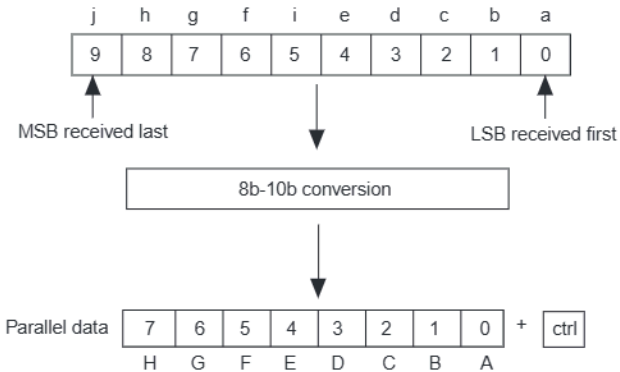 j h g f i e d c b a
9 8 7 6 5 4 3 2 1 0
MSB received last
LSB received first
8b-10b conversion
Parallel data 7 6 5 4 3 2 1 0 + ctrl
H G F E D C B A